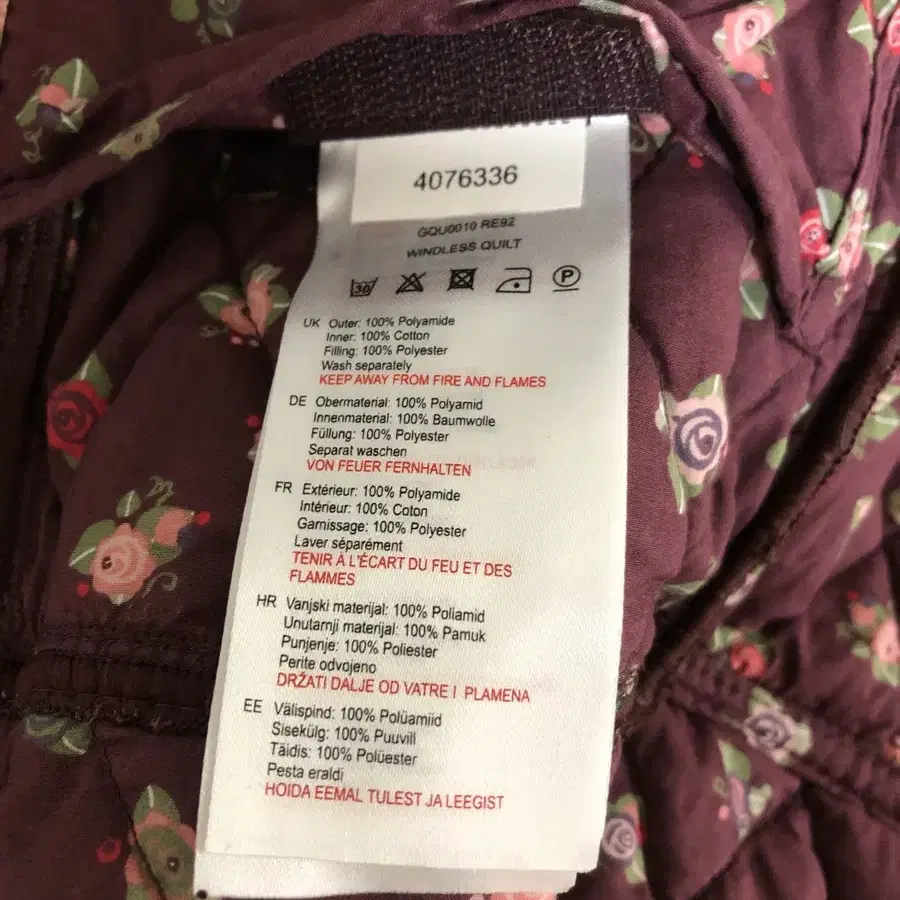 4076336
GQU0010 RE92
WINDLESS QUILT
30
P
UK Outer: 100% Polyamide
Inner: 100% Cotton
Filling: 100% Polyester
Wash separately
KEEP AWAY FROM FIRE AND FLAMES
DE Obermaterial: 100% Polyamid
Innenmaterial: 100% Baumwolle
Füllung: 100% Polyester
Separat waschen
VON FEUER FERNHALTEN
FR Extérieur: 100% Polyamide
Intérieur: 100% Coton
Garnissage: 100% Polyester
Laver séparément
TENIR À L'ÉCART DU FEU ET DES
FLAMMES
HR Vanjski materijal: 100% Poliamid
Unutarnji materijal: 100% Pamuk
Punjenje: 100% Poliester
Perite odvojeno
DRŽATI DALJE OD VATRE I PLAMENA
EE Välispind: 100% Polüamiid
Sisekülg: 100% Puuvill
Täidis: 100% Polüester
Pesta eraldi
HOIDA EEMAL TULEST JA LEEGIST